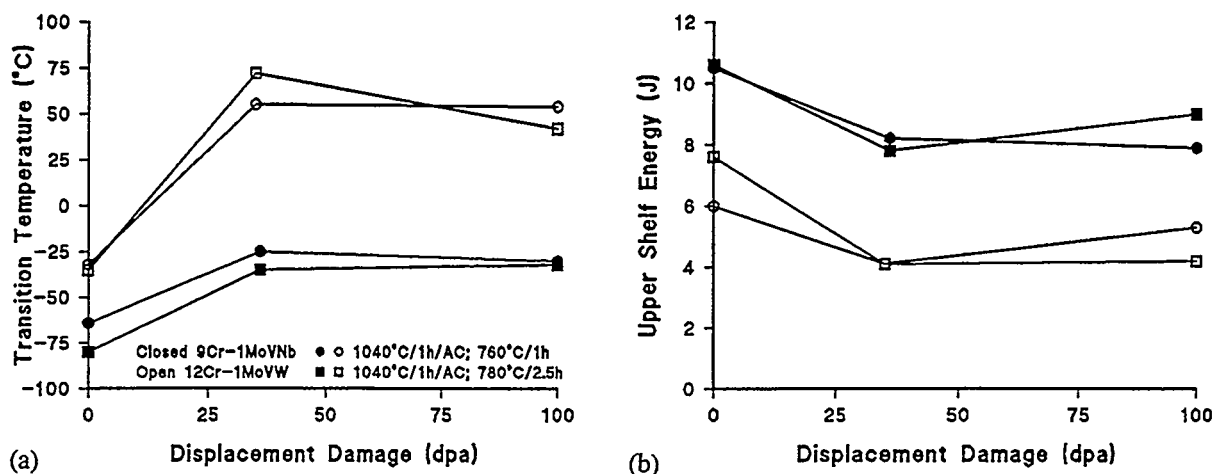 100
75
50
25
0
-25
-50
-75
-100
Transition Temperature (°C)
Closed 9Cr-1MoVNb ● ○ 1040°C/1h/AC; 760°C/1h
Open 12Cr-1MoVW ■ □ 1040°C/1h/AC; 780°C/2.5h
0 25 50 75 100
Displacement Damage (dpa)
(a)
12
10
8
6
4
2
0
Upper Shelf Energy (J)
0 25 50 75 100
Displacement Damage (dpa)
(b)